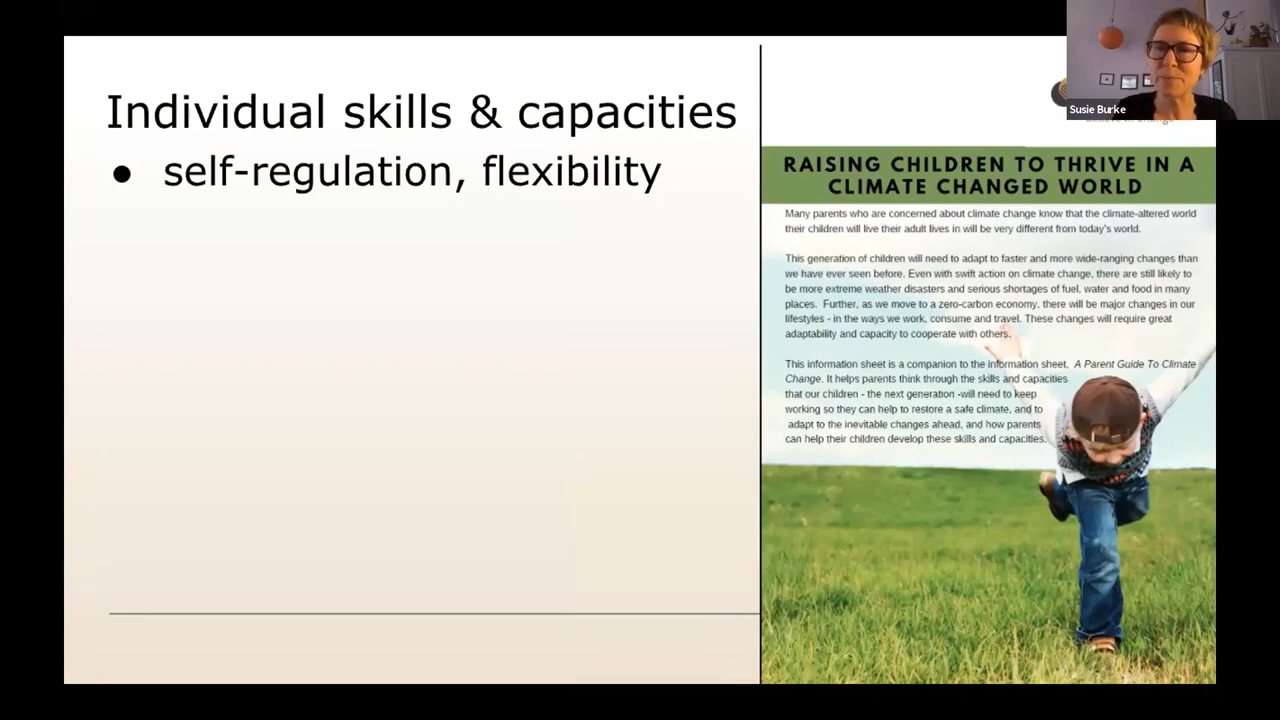 Individual skills & capacities
● self-regulation, flexibility
Susie Burke
RAISING CHILDREN TO THRIVE IN A
CLIMATE CHANGED WORLD
Many parents who are concerned about climate change know that the climate-altered world
their children will live their adult lives in will be very different from today's world.
This generation of children will need to adapt to faster and more wide-ranging changes than
we have ever seen before. Even with swift action on climate change, there are still likely to
be more extreme weather disasters and serious shortages of fuel, water and food in many
places. Further, as we move to a zero-carbon economy, there will be major changes in our
lifestyles - in the ways we work, consume and travel. These changes will require great
adaptability and capacity to cooperate with others.
This information sheet is a companion to the information sheet, A Parent Guide To Climate
Change. It helps parents think through the skills and capacities
that our children - the next generation -will need to keep
working so they can help to restore a safe climate, and to
adapt to the inevitable changes ahead, and how parents
can help their children develop these skills and capacities.